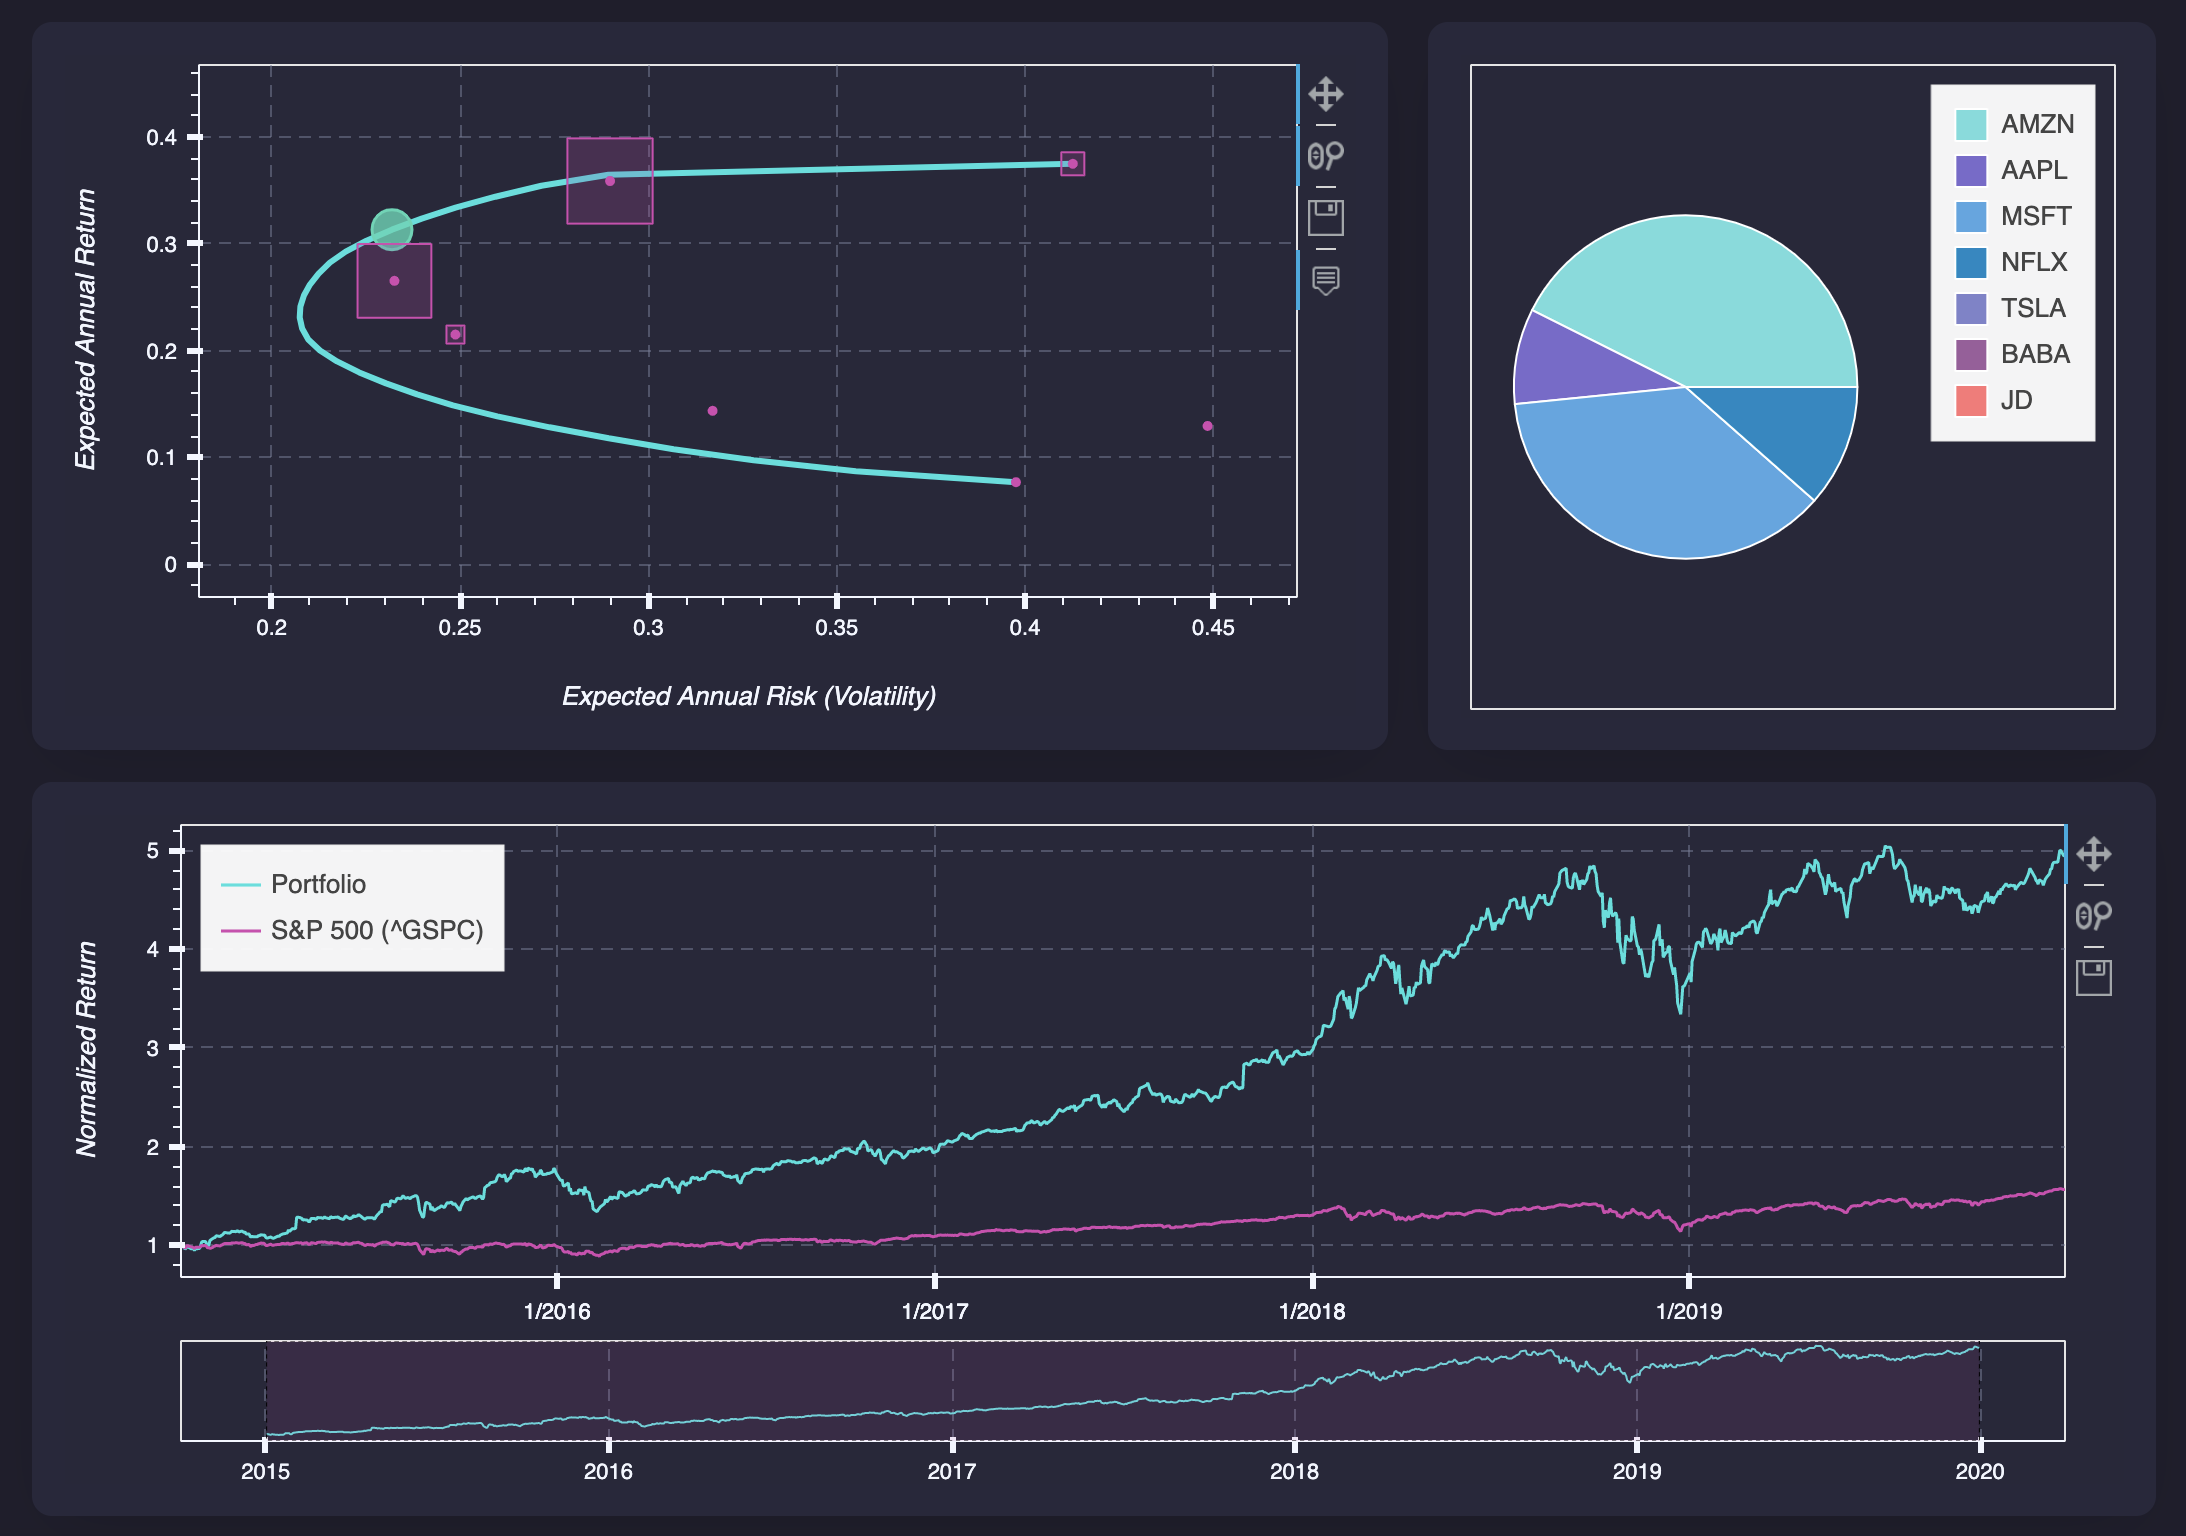 Expected Annual Return
0.4
0.3
0.2
0.1
0
0.2 0.25 0.3 0.35 0.4 0.45
Expected Annual Risk (Volatility)
AMZN
AAPL
MSFT
NFLX
TSLA
BABA
JD
Normalized Return
5
4
3
2
1
Portfolio
S&P 500 (^GSPC)
1/2016 1/2017 1/2018 1/2019
2015 2016 2017 2018 2019 2020